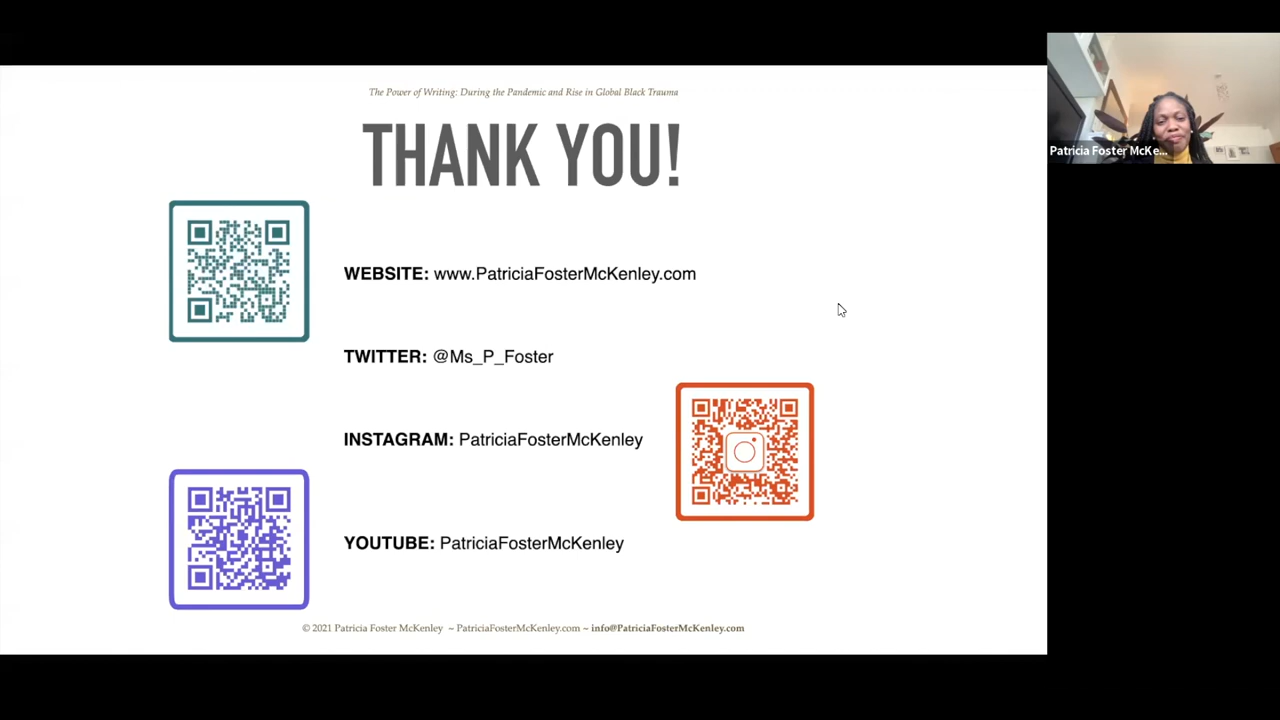 The Power of Writing: During the Pandemic and Rise in Global Black Trauma
THANK YOU!
Patricia Foster McKe...
WEBSITE: www.PatriciaFosterMcKenley.com
TWITTER: @Ms_P_Foster
INSTAGRAM: PatriciaFosterMcKenley
YOUTUBE: PatriciaFosterMcKenley
© 2021 Patricia Foster McKenley ~ PatriciaFosterMcKenley.com ~ info@PatriciaFosterMcKenley.com